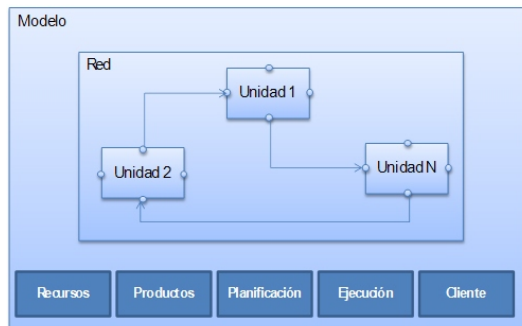 Modelo
Red
Unidad 1
Unidad 2
Unidad N
Recursos
Productos
Planificación
Ejecución
Cliente